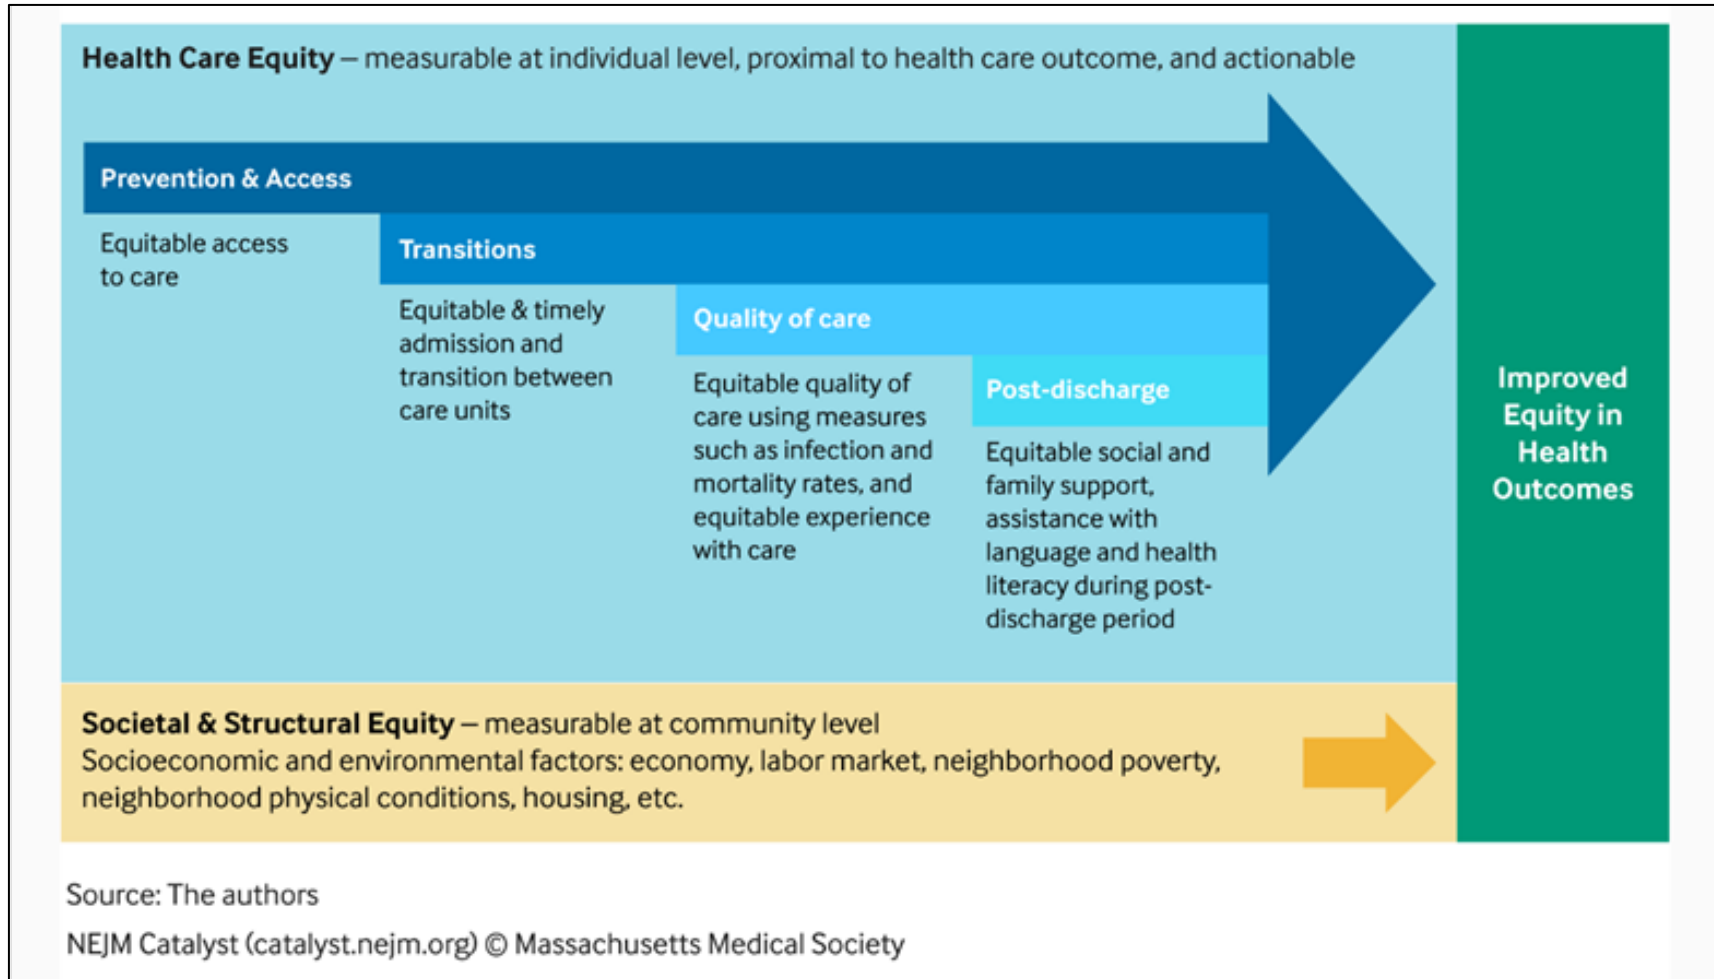 Health Care Equity – measurable at individual level, proximal to health care outcome, and actionable
Prevention & Access
Equitable access
to care
Transitions
Equitable & timely
admission and
transition between
care units
Quality of care
Equitable quality of
care using measures
such as infection and
mortality rates, and
equitable experience
with care
Post-discharge
Equitable social and
family support,
assistance with
language and health
literacy during post-
discharge period
Improved
Equity in
Health
Outcomes
Societal & Structural Equity – measurable at community level
Socioeconomic and environmental factors: economy, labor market, neighborhood poverty,
neighborhood physical conditions, housing, etc.
Source: The authors
NEJM Catalyst (catalyst.nejm.org) © Massachusetts Medical Society